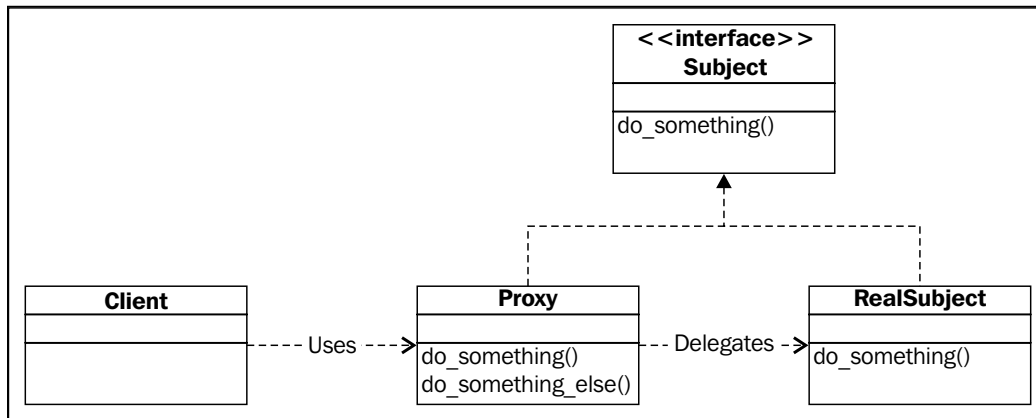 <<interface>>
Subject
do_something()
Client
Proxy
RealSubject
Uses
do_something()
do_something_else()
Delegates
do_something()